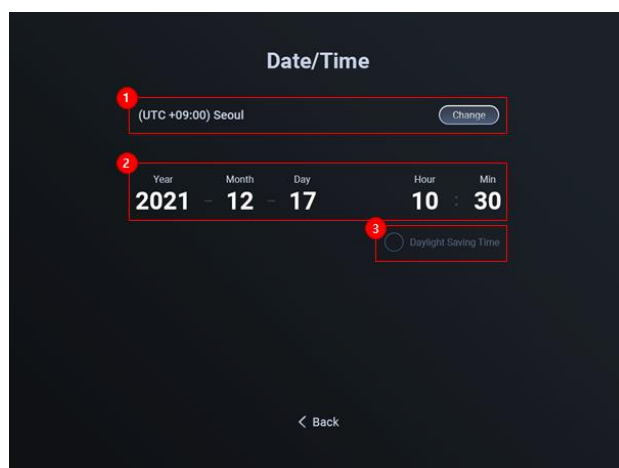 Date/Time
1
(UTC +09:00) Seoul Change
2
Year Month Day Hour Min
2021 - 12 - 17 10 : 30
3
Daylight Saving Time
< Back